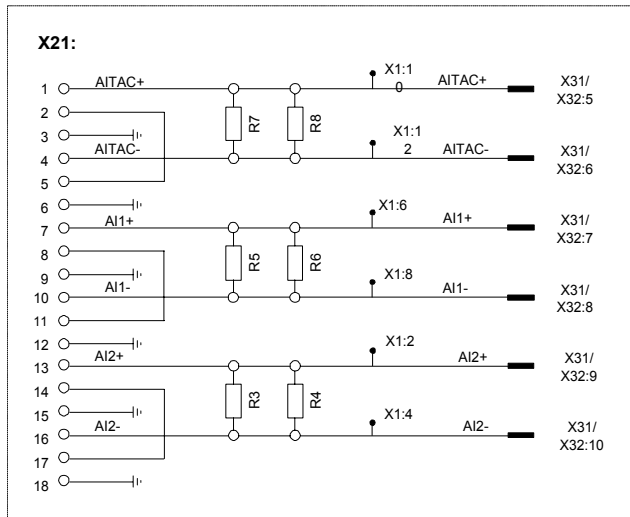 X21:
1 AITAC+ X1:1 0 AITAC+ X31/ X32:5
2
R7 R8
3
4 AITAC- X1:1 2 AITAC- X31/ X32:6
5
6
7 AI1+ X1:6 AI1+ X31/ X32:7
8
R5 R6
9
10 AI1- X1:8 AI1- X31/ X32:8
11
12
13 AI2+ X1:2 AI2+ X31/ X32:9
14
R3 R4
15
16 AI2- X1:4 AI2- X31/ X32:10
17
18